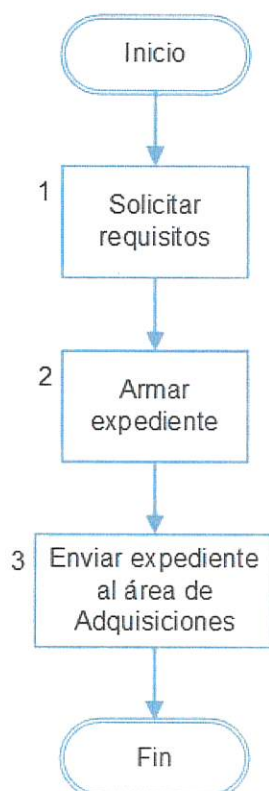 Inicio
1
Solicitar
requisitos
2
Armar
expediente
3
Enviar expediente
al área de
Adquisiciones
Fin